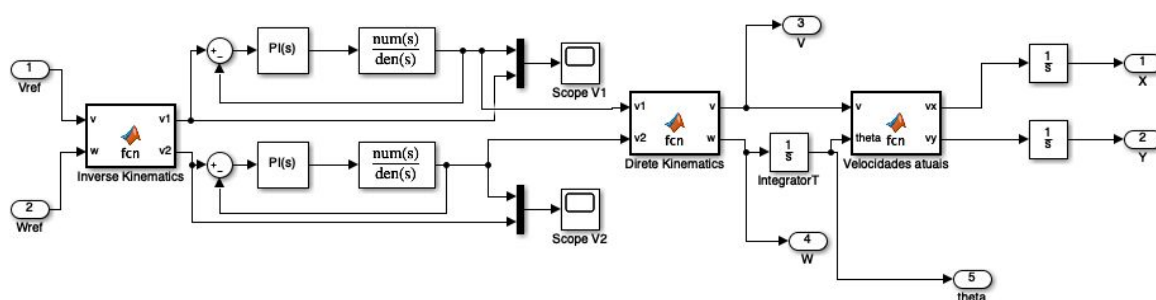 1
Vref
2
Wref
v
w
v1
v2
fcn
Inverse Kinematics
+
−
PI(s)
num(s)
den(s)
Scope V1
+
−
PI(s)
num(s)
den(s)
Scope V2
v1
v2
v
w
fcn
Direte Kinematics
3
V
1
s
IntegratorT
4
W
v
theta
vx
vy
fcn
Velocidades atuais
1
s
1
X
1
s
2
Y
5
theta